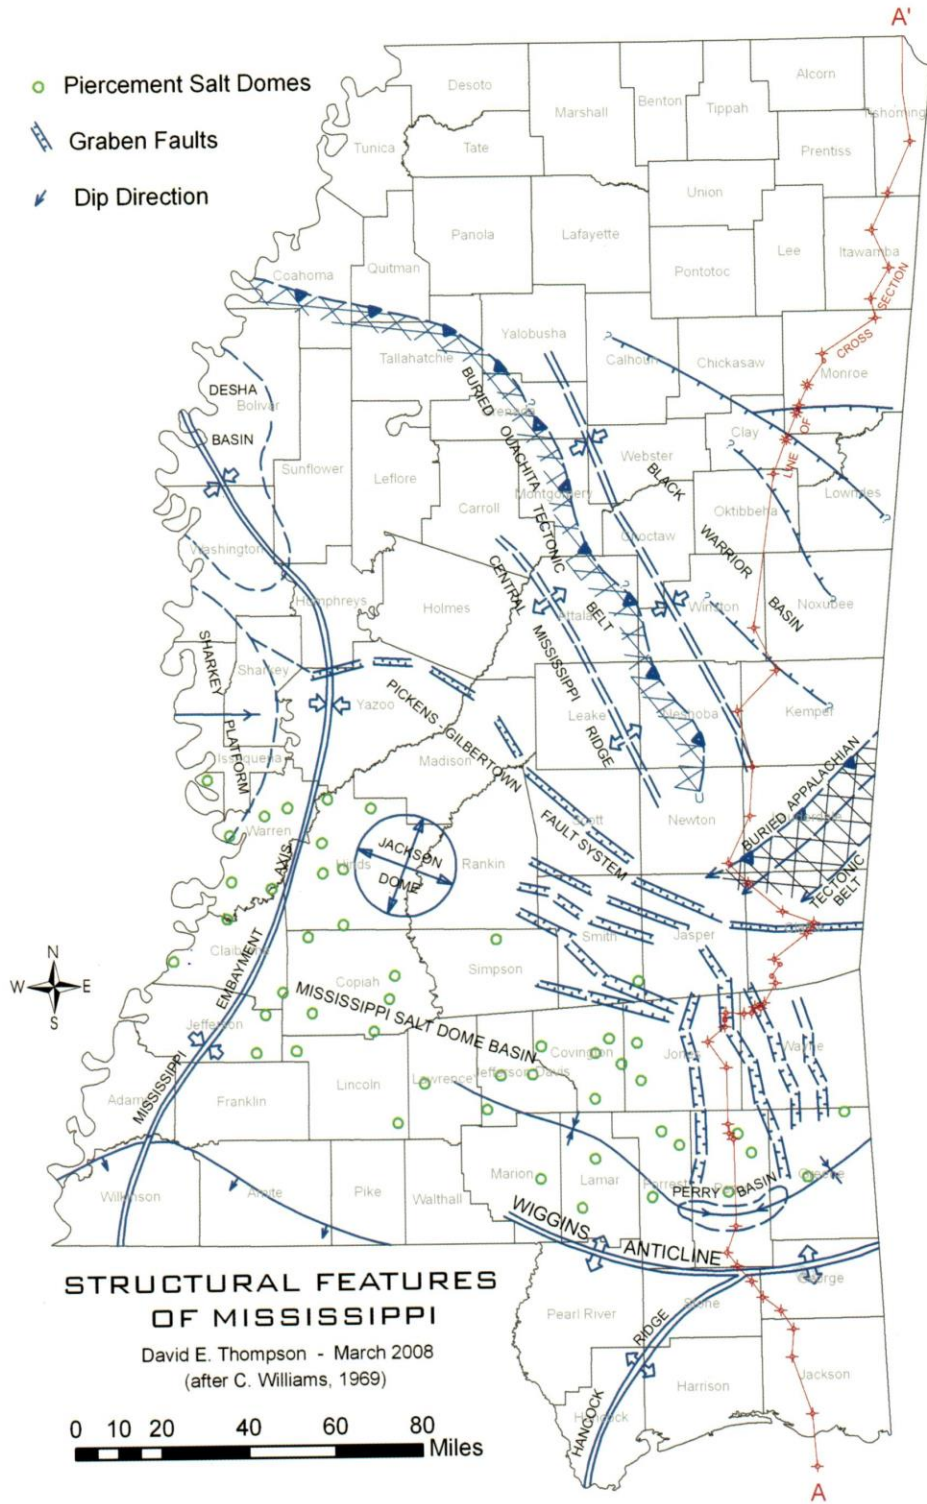 A'
Piercement Salt Domes
Graben Faults
Dip Direction
Desoto
Marshall
Benton
Tippah
Alcorn
Tunica
Tate
Prentiss
Union
Panola
Lafayette
Lee
Itawamba
Coahoma
Quitman
Pontotoc
LINE OF CROSS SECTION
Yalobusha
Tallahatchie
Calhoun
Chickasaw
Monroe
DESHA
BASIN
Bolivar
Clay
Sunflower
Leflore
Webster
Montgomery
Carroll
Oktibbeha
Lowndes
BURIED OUACHITA TECTONIC BELT
BLACK WARRIOR BASIN
Choctaw
Washington
Humphreys
Holmes
Attala
Winston
Noxubee
CENTRAL MISSISSIPPI RIDGE
SHARKEY PLATFORM
Sharkey
Yazoo
PICKENS - GILBERTOWN FAULT SYSTEM
Leake
Neshoba
Kemper
Issaquena
Madison
Warren
Scott
Newton
BURIED APPALACHIAN
TECTONIC
BELT
JACKSON
DOME
Hinds
Rankin
Smith
Jasper
N
W
E
S
Claiborne
Copiah
Simpson
MISSISSIPPI EMBAYMENT AXIS
MISSISSIPPI SALT DOME BASIN
Jefferson
Covington
Jones
Wayne
Adams
Franklin
Lincoln
Lawrence
Jefferson Davis
Marion
Lamar
Forrest
Perry
Greene
PERRY BASIN
Wilkinson
Amite
Pike
Walthall
WIGGINS ANTICLINE
George
Pearl River
Stone
HANCOCK RIDGE
Hancock
Harrison
Jackson
STRUCTURAL FEATURES
OF MISSISSIPPI
David E. Thompson - March 2008
(after C. Williams, 1969)
0 10 20 40 60 80
Miles
A